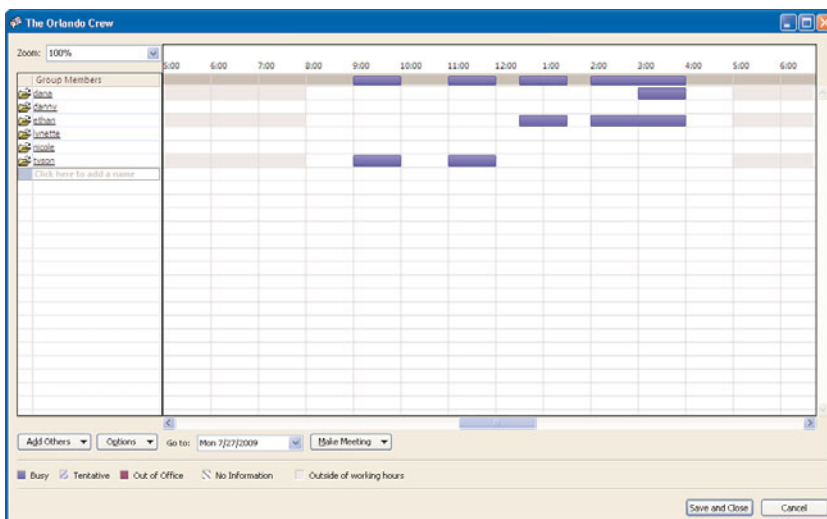 The Orlando Crew
Zoom: 100%
5:00 6:00 7:00 8:00 9:00 10:00 11:00 12:00 1:00 2:00 3:00 4:00 5:00 6:00
Group Members
dana
danny
ethan
lynette
nicole
tyson
Click here to add a name
Add Others Options Go to: Mon 7/27/2009 Make Meeting
Busy Tentative Out of Office No Information Outside of working hours
Save and Close Cancel